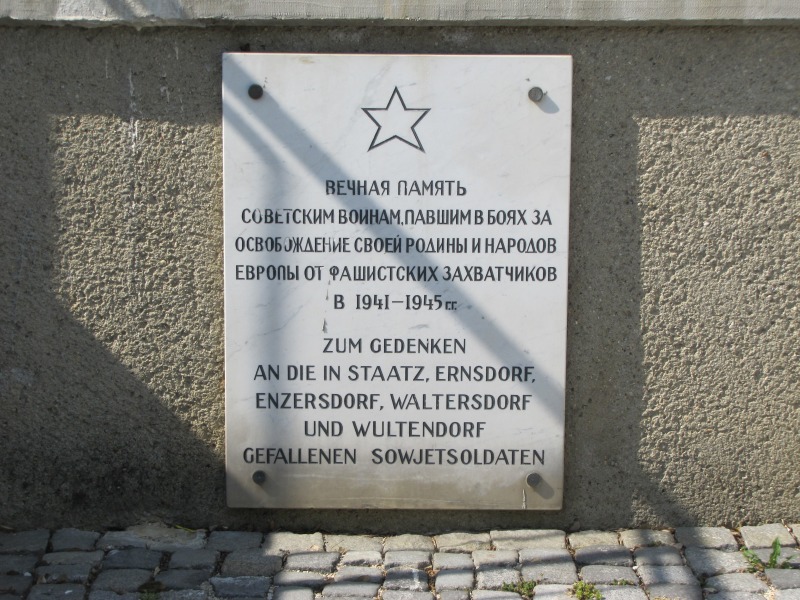 ВЕЧНАЯ ПАМЯТЬ
СОВЕТСКИМ ВОИНАМ, ПАВШИМ В БОЯХ ЗА
ОСВОБОЖДЕНИЕ СВОЕЙ РОДИНЫ И НАРОДОВ
ЕВРОПЫ ОТ ФАШИСТСКИХ ЗАХВАТЧИКОВ
В 1941–1945 гг.
ZUM GEDENKEN
AN DIE IN STAATZ, ERNSDORF,
ENZERSDORF, WALTERSDORF
UND WULTENDORF
GEFALLENEN SOWJETSOLDATEN